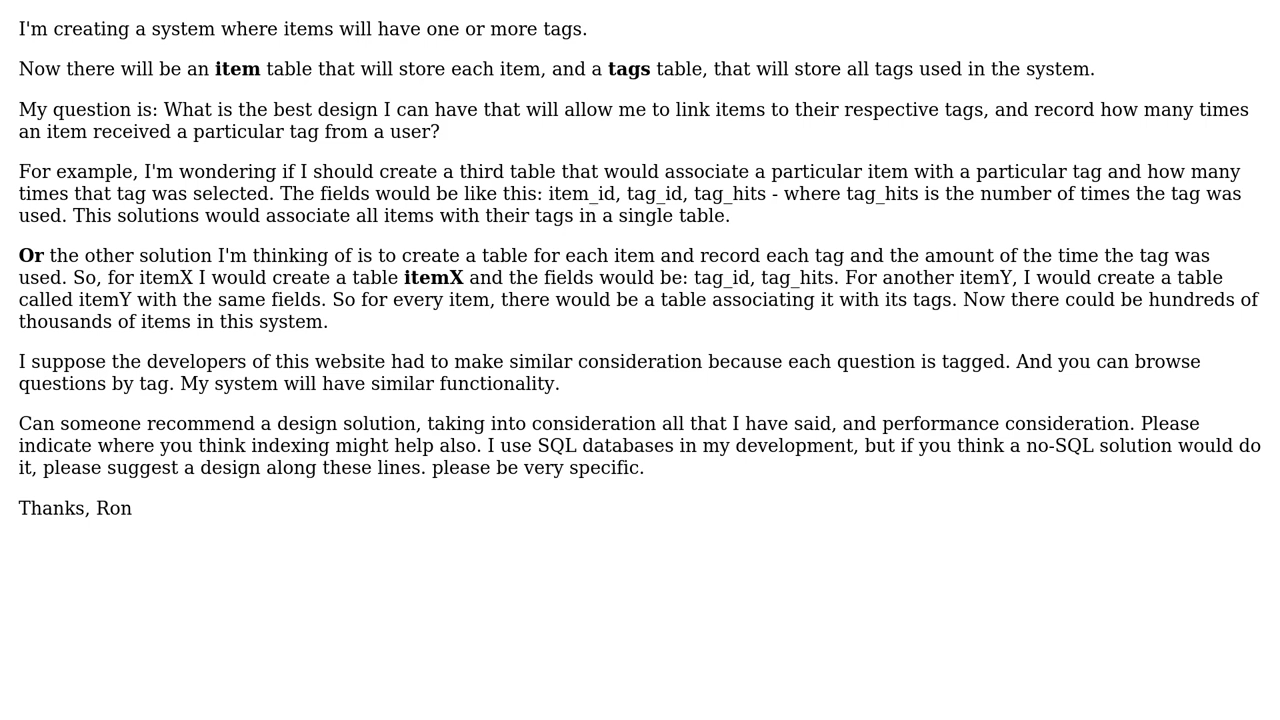 I'm creating a system where items will have one or more tags.
Now there will be an item table that will store each item, and a tags table, that will store all tags used in the system.
My question is: What is the best design I can have that will allow me to link items to their respective tags, and record how many times
an item received a particular tag from a user?
For example, I'm wondering if I should create a third table that would associate a particular item with a particular tag and how many
times that tag was selected. The fields would be like this: item_id, tag_id, tag_hits - where tag_hits is the number of times the tag was
used. This solutions would associate all items with their tags in a single table.
Or the other solution I'm thinking of is to create a table for each item and record each tag and the amount of the time the tag was
used. So, for itemX I would create a table itemX and the fields would be: tag_id, tag_hits. For another itemY, I would create a table
called itemY with the same fields. So for every item, there would be a table associating it with its tags. Now there could be hundreds of
thousands of items in this system.
I suppose the developers of this website had to make similar consideration because each question is tagged. And you can browse
questions by tag. My system will have similar functionality.
Can someone recommend a design solution, taking into consideration all that I have said, and performance consideration. Please
indicate where you think indexing might help also. I use SQL databases in my development, but if you think a no-SQL solution would do
it, please suggest a design along these lines. please be very specific.
Thanks, Ron